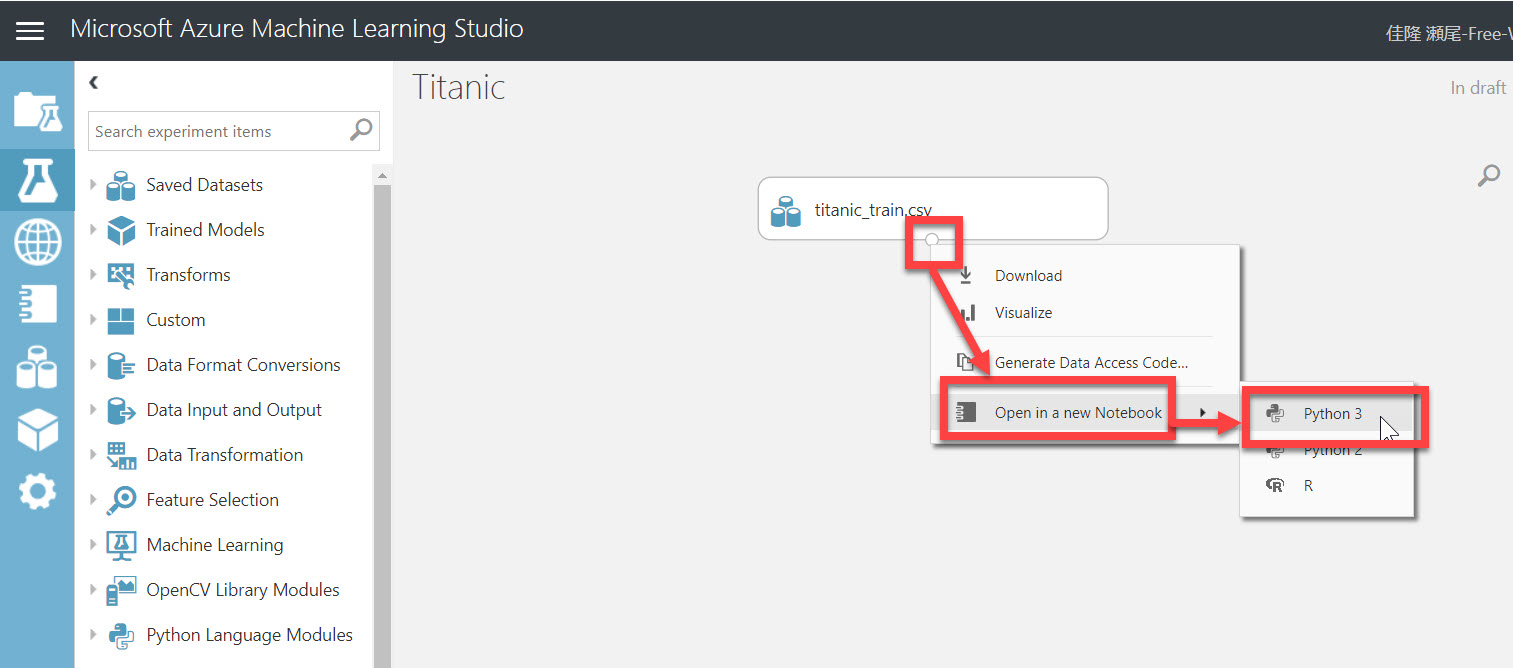 Microsoft Azure Machine Learning Studio
佳隆 瀬尾-Free-W
Titanic
In draft
Search experiment items
Saved Datasets
Trained Models
Transforms
Custom
Data Format Conversions
Data Input and Output
Data Transformation
Feature Selection
Machine Learning
OpenCV Library Modules
Python Language Modules
titanic_train.csv
Download
Visualize
Generate Data Access Code...
Open in a new Notebook
Python 3
Python 2
R